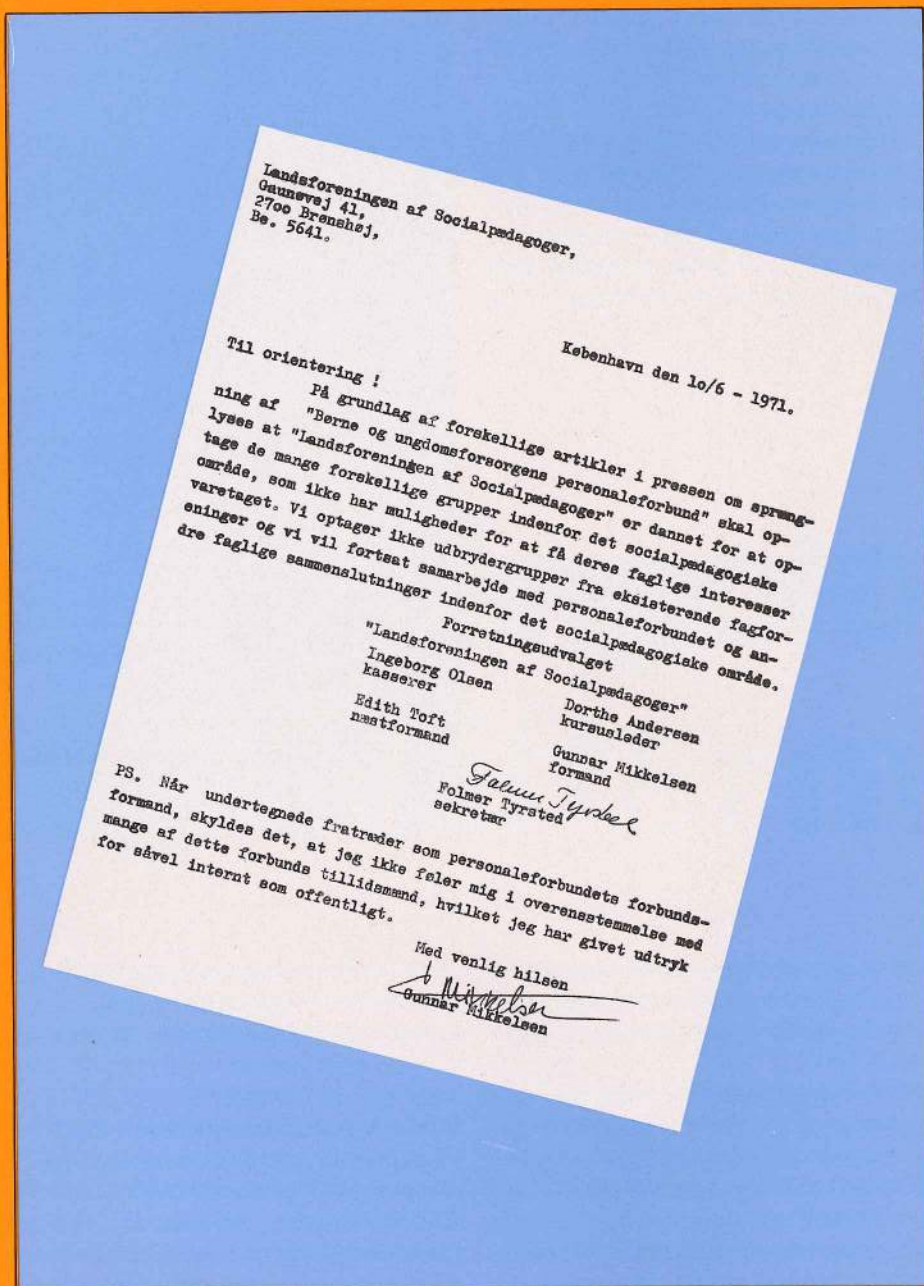 Landsforeningen af Socialpædagoger,
Gaunøvej 41,
2700 Brønshøj,
Be. 5641.
København den 10/6 - 1971.
Til orientering !
På grundlag af forskellige artikler i pressen om spræng-
ning af "Børne og ungdomsforsorgens personaleforbund" skal op-
lyses at "Landsforeningen af Socialpædagoger" er dannet for at op-
tage de mange forskellige grupper indenfor det socialpædagogiske
område, som ikke har muligheder for at få deres faglige interesser
varetaget. Vi optager ikke udbrydergrupper fra eksisterende fagfor-
eninger og vi vil fortsat samarbejde med personaleforbundet og an-
dre faglige sammenslutninger indenfor det socialpædagogiske område.
Forretningsudvalget
"Landsforeningen af Socialpædagoger"
Ingeborg Olsen
kasserer
Dorthe Andersen
kursusleder
Edith Toft
næstformand
Gunnar Mikkelsen
formand
Folmer Tyrsted
Folmer Tyrsted
sekretær
PS. Når undertegnede fratræder som personaleforbundets forbunds-
formand, skyldes det, at jeg ikke føler mig i overensstemmelse med
mange af dette forbunds tillidsmænd, hvilket jeg har givet udtryk
for såvel internt som offentligt.
Med venlig hilsen
G Mikkelsen
Gunnar Mikkelsen